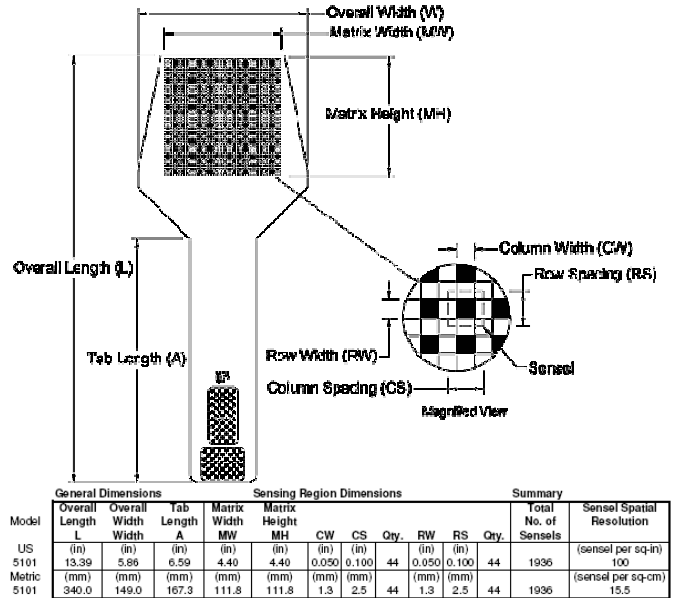 Overall Width (W)
Matrix Width (MW)
Matrix Height (MH)
Column Width (CW)
Row Spacing (RS)
Overall Length (L)
Tab Length (A)
Row Width (RW)
Column Spacing (CS)
Sensel
Magnified View
General Dimensions Sensing Region Dimensions Summary
Overall Overall Tab Matrix Matrix Total Sensel Spatial
Model Length Width Length Width Height No. of Resolution
L Width A MW MH CW CS Qty. RW RS Qty. Sensels
US (in) (in) (in) (in) (in) (in) (in) (in) (in) (sensel per sq-in)
5101 13.39 5.86 6.59 4.40 4.40 0.050 0.100 44 0.050 0.100 44 1936 100
Metric (mm) (mm) (mm) (mm) (mm) (mm) (mm) (mm) (mm) (sensel per sq-cm)
5101 340.0 149.0 167.3 111.8 111.8 1.3 2.5 44 1.3 2.5 44 1936 15.5